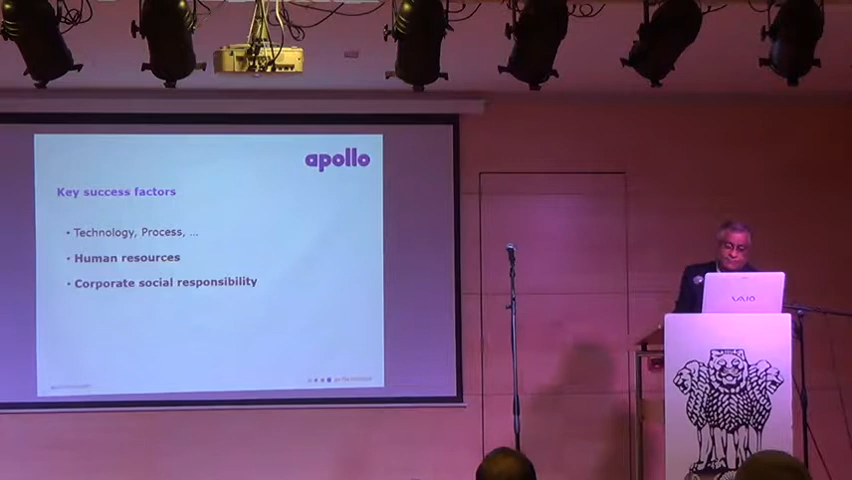 apollo
Key success factors
• Technology, Process, ...
• Human resources
• Corporate social responsibility
VAIO